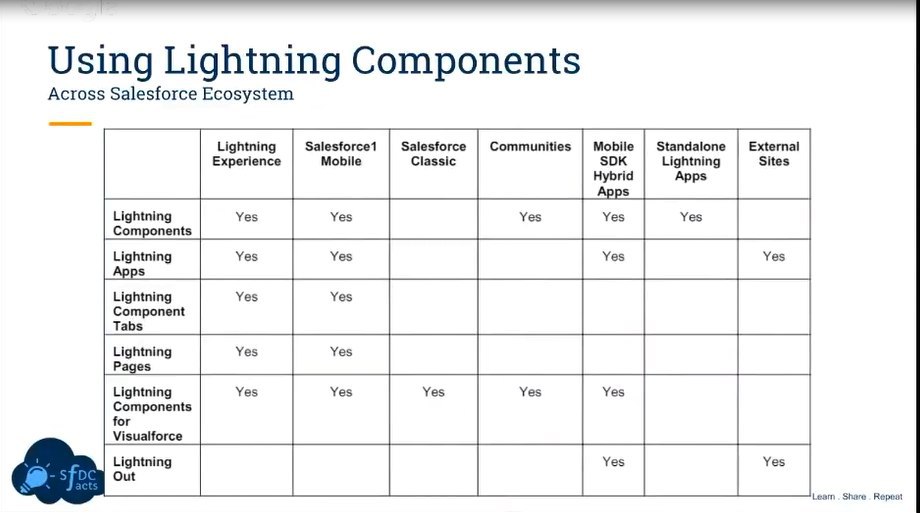 Using Lightning Components
Across Salesforce Ecosystem
Lightning Experience Salesforce1 Mobile Salesforce Classic Communities Mobile SDK Hybrid Apps Standalone Lightning Apps External Sites
Lightning Components Yes Yes Yes Yes Yes
Lightning Apps Yes Yes Yes Yes
Lightning Component Tabs Yes Yes
Lightning Pages Yes Yes
Lightning Components for Visualforce Yes Yes Yes Yes Yes
Lightning Out Yes Yes
sfDC
acts
Learn . Share . Repeat